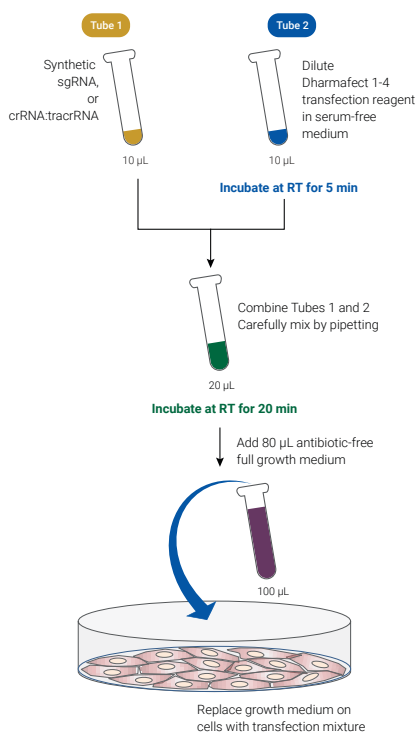 Tube 1
Tube 2
Synthetic
sgRNA,
or
crRNA:tracrRNA
Dilute
Dharmafect 1-4
transfection reagent
in serum-free
medium
10 µL
10 µL
Incubate at RT for 5 min
Combine Tubes 1 and 2
Carefully mix by pipetting
20 µL
Incubate at RT for 20 min
Add 80 µL antibiotic-free
full growth medium
100 µL
Replace growth medium on
cells with transfection mixture